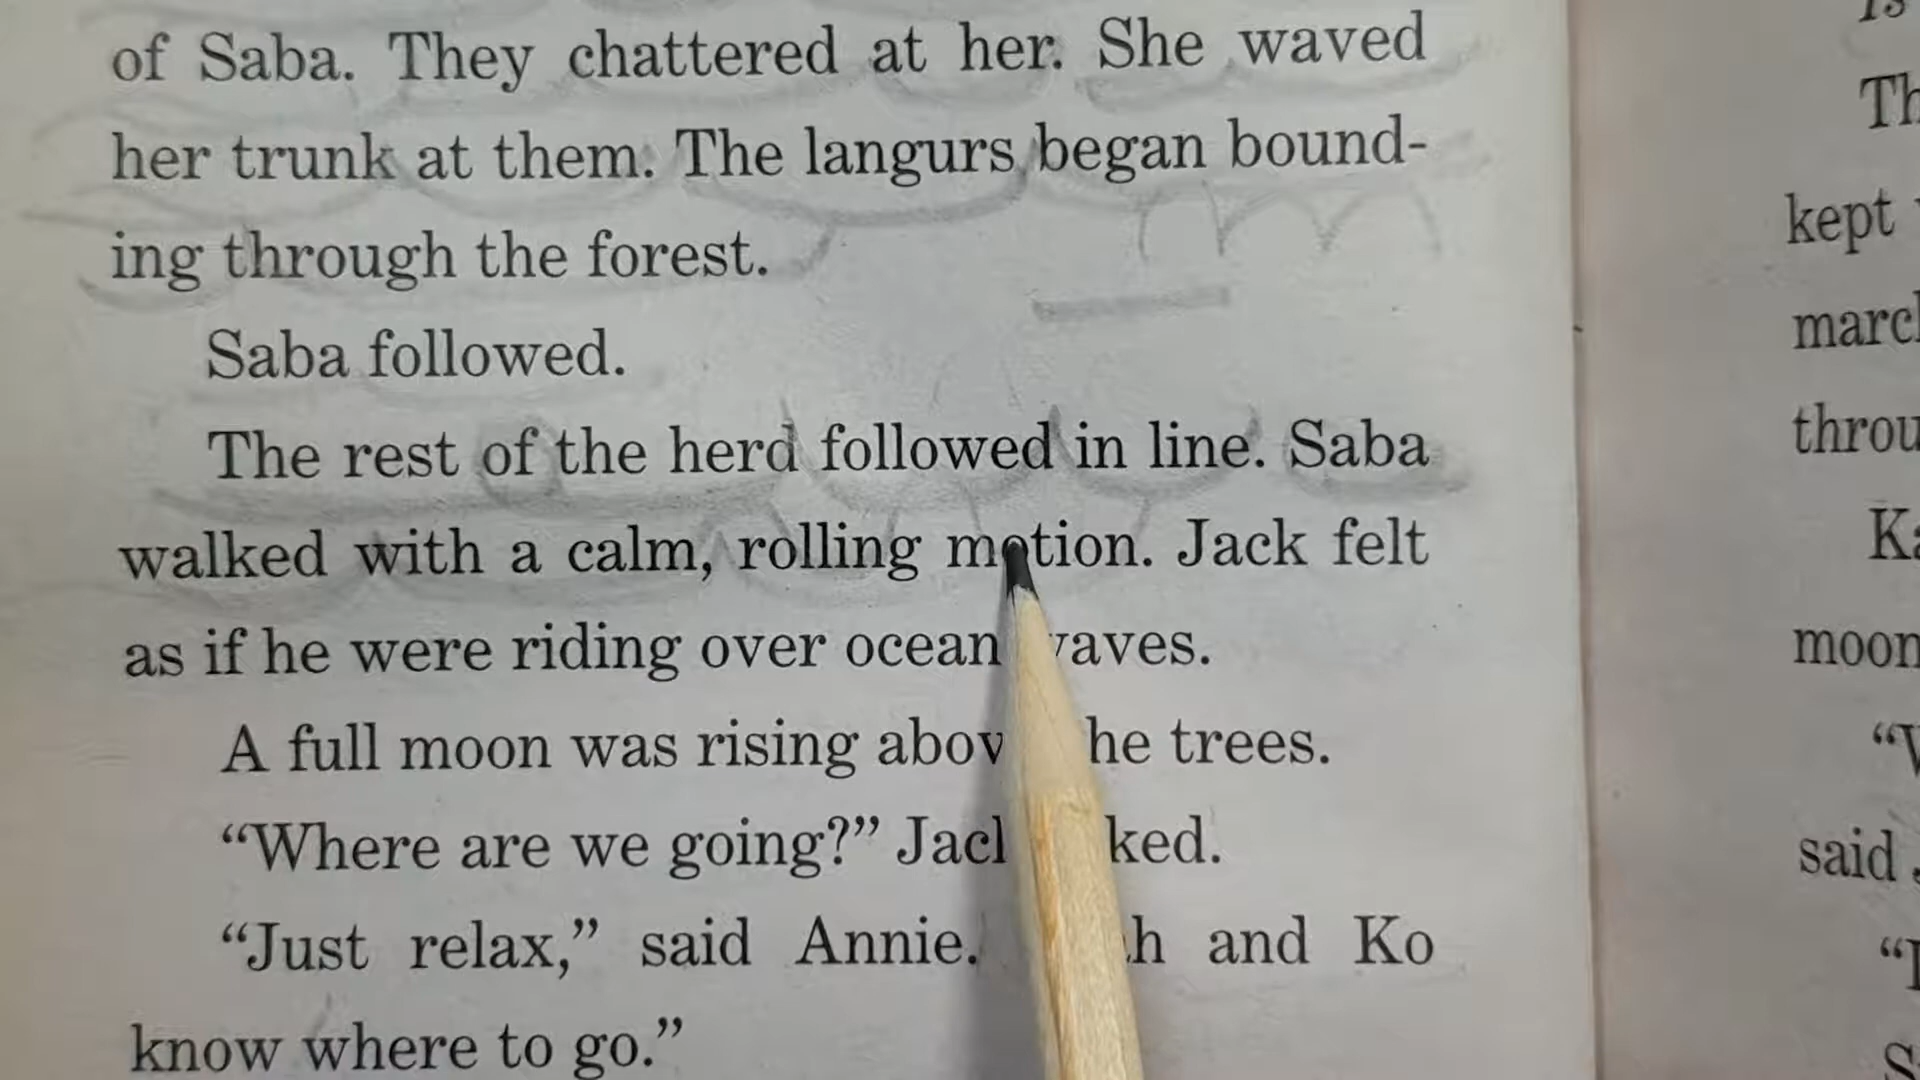 of Saba. They chattered at her. She waved
her trunk at them. The langurs began bound-
ing through the forest.
Saba followed.
The rest of the herd followed in line. Saba
walked with a calm, rolling motion. Jack felt
as if he were riding over ocean
A full moon was rising trees.
“Where are we going?”
“Just relax,” said Annie. and Ko
know where to go.”
kept
said